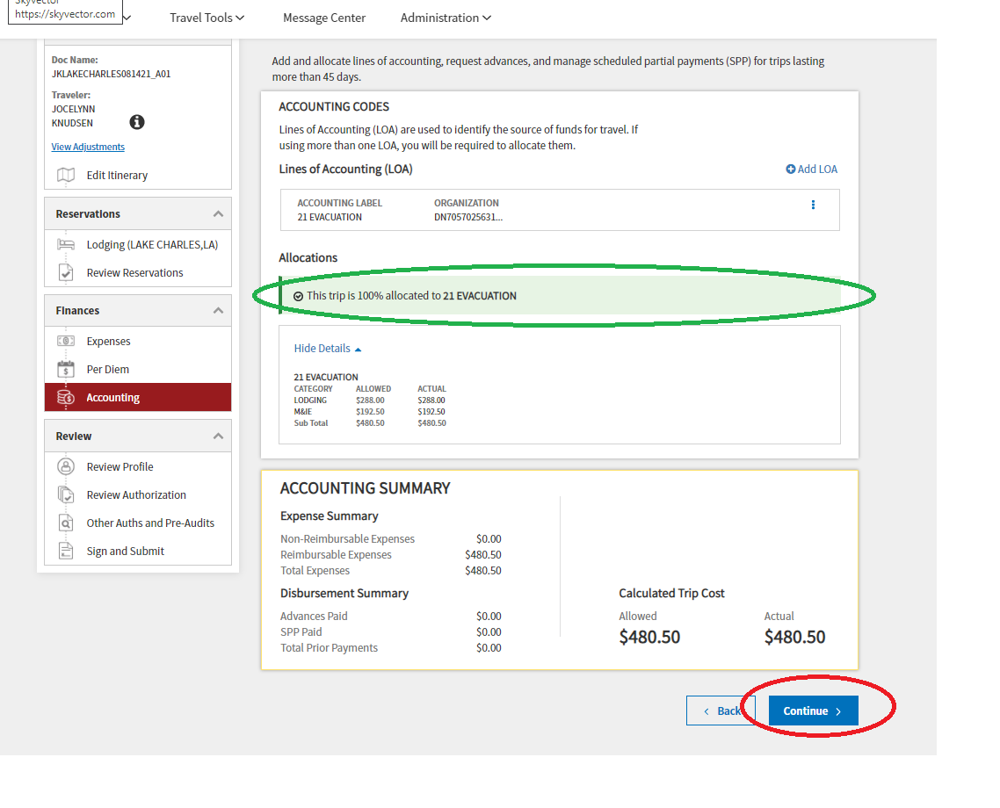 Skyvector
https://skyvector.com
Travel Tools
Message Center
Administration
Doc Name:
JKLAKECHARLES081421_A01
Traveler:
JOCELYNN
KNUDSEN
View Adjustments
Edit Itinerary
Reservations
Lodging (LAKE CHARLES,LA)
Review Reservations
Finances
Expenses
Per Diem
Accounting
Review
Review Profile
Review Authorization
Other Auths and Pre-Audits
Sign and Submit
Add and allocate lines of accounting, request advances, and manage scheduled partial payments (SPP) for trips lasting
more than 45 days.
ACCOUNTING CODES
Lines of Accounting (LOA) are used to identify the source of funds for travel. If
using more than one LOA, you will be required to allocate them.
Lines of Accounting (LOA)
Add LOA
ACCOUNTING LABEL ORGANIZATION
21 EVACUATION DN7057025631...
Allocations
This trip is 100% allocated to 21 EVACUATION
Hide Details
21 EVACUATION
CATEGORY ALLOWED ACTUAL
LODGING $288.00 $288.00
M&IE $192.50 $192.50
Sub Total $480.50 $480.50
ACCOUNTING SUMMARY
Expense Summary
Non-Reimbursable Expenses $0.00
Reimbursable Expenses $480.50
Total Expenses $480.50
Disbursement Summary
Advances Paid $0.00
SPP Paid $0.00
Total Prior Payments $0.00
Calculated Trip Cost
Allowed Actual
$480.50 $480.50
Back
Continue